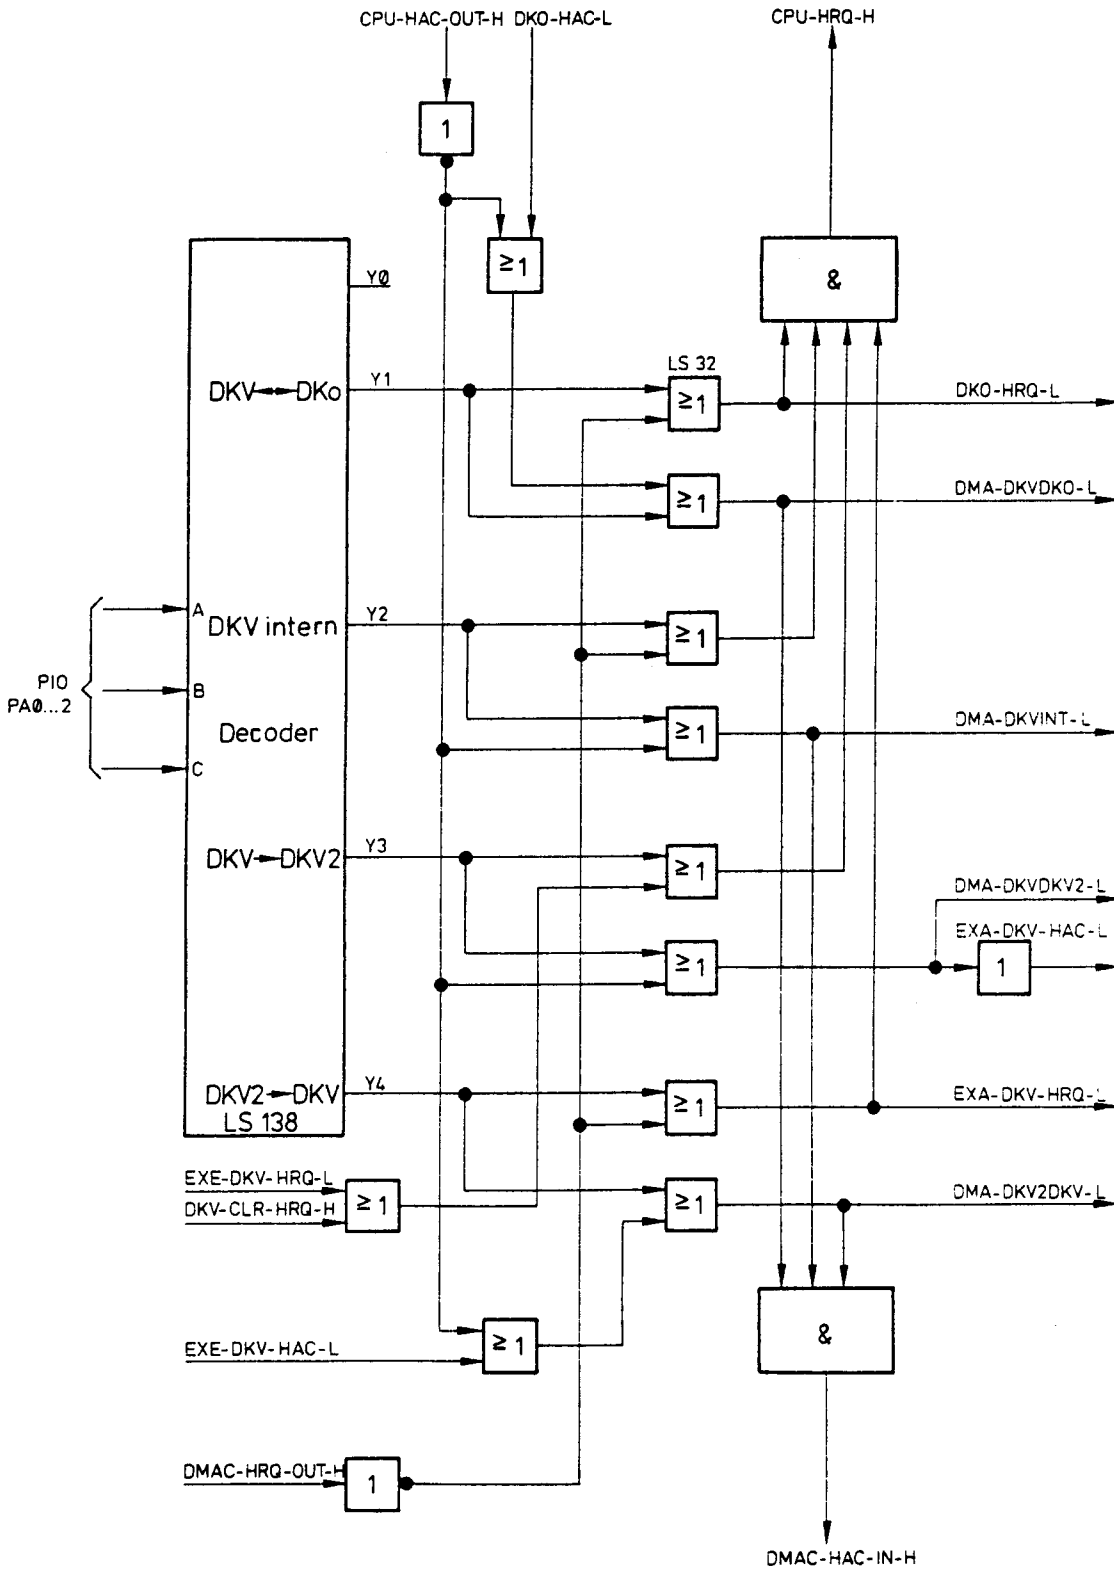 CPU-HAC-OUT-H DKO-HAC-L
CPU-HRQ-H
1
≥1
&
Y0
LS 32
DKV↔DKo
Y1
≥1
DKO-HRQ-L
≥1
DMA-DKVDKO-L
A
DKV intern
Y2
≥1
PIO
PA0...2
B
Decoder
≥1
DMA-DKVINT-L
C
DKV→DKV2
Y3
≥1
DMA-DKVDKV2-L
EXA-DKV-HAC-L
≥1
1
DKV2→DKV
Y4
≥1
EXA-DKV-HRQ-L
LS 138
EXE-DKV-HRQ-L
DKV-CLR-HRQ-H
≥1
≥1
DMA-DKV2DKV-L
EXE-DKV-HAC-L
≥1
&
DMAC-HRQ-OUT-H
1
DMAC-HAC-IN-H